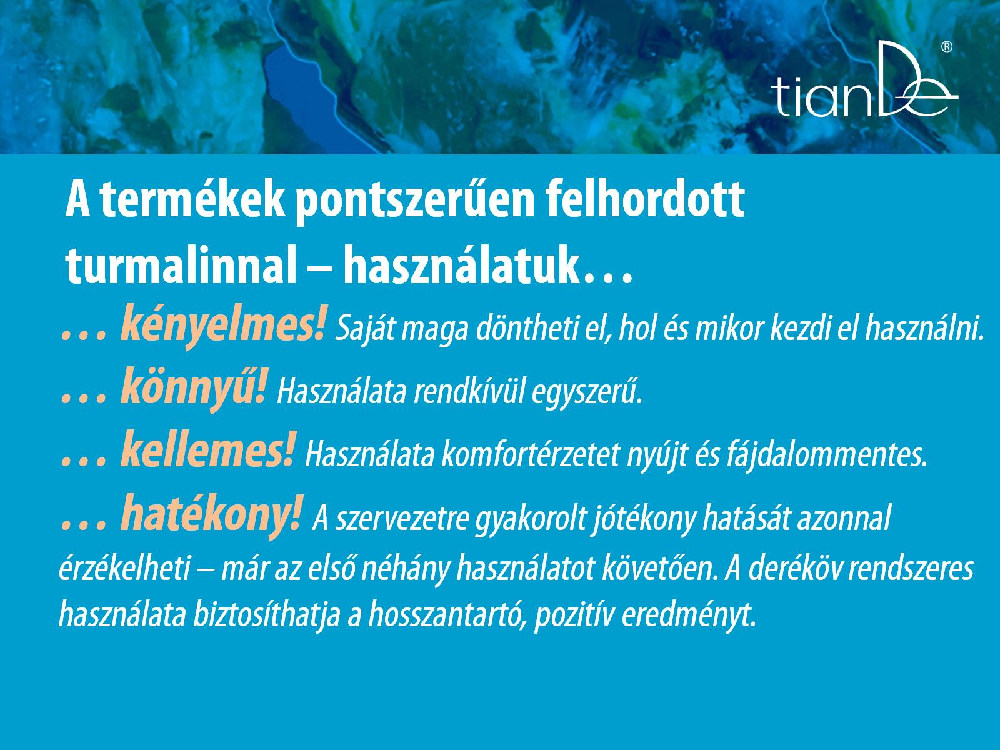 tianDe®
A termékek pontszerűen felhordott
turmalinnal – használatuk…
… kényelmes! Saját maga döntheti el, hol és mikor kezdi el használni.
… könnyű! Használata rendkívül egyszerű.
… kellemes! Használata komfortérzetet nyújt és fájdalommentes.
… hatékony! A szervezetre gyakorolt jótékony hatását azonnal
érzékelheti – már az első néhány használatot követően. A deréköv rendszeres
használata biztosíthatja a hosszantartó, pozitív eredményt.